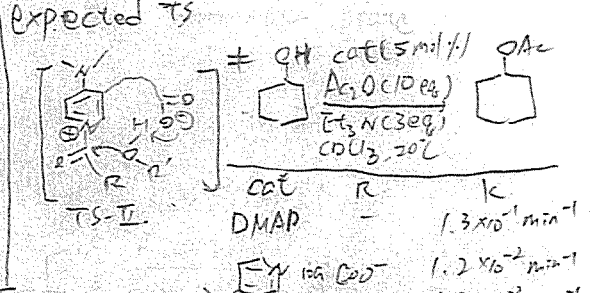 expected TS
OH
cat (5 mol%)
OAc
Ac₂O (10 eq)
Et₃N (3 eq)
CDCl₃, 20℃
N
⊕
N
O
O ⊖
H
O
R
R'
‡
TS-II
cat R k
DMAP - 1.3×10⁻¹ min⁻¹
COO⁻ 1.2×10⁻² min⁻¹